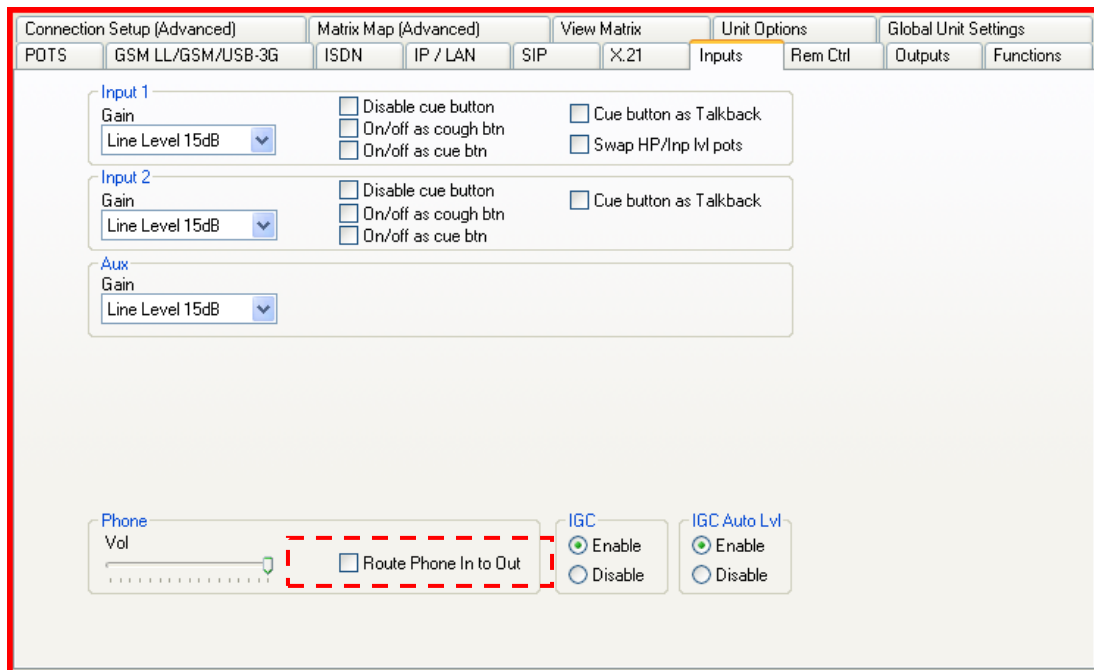 Connection Setup (Advanced) Matrix Map (Advanced) View Matrix Unit Options Global Unit Settings
POTS GSM LL/GSM/USB-3G ISDN IP / LAN SIP X.21 Inputs Rem Ctrl Outputs Functions
Input 1
Gain
Line Level 15dB
Disable cue button
On/off as cough btn
On/off as cue btn
Cue button as Talkback
Swap HP/Inp lvl pots
Input 2
Gain
Line Level 15dB
Disable cue button
On/off as cough btn
On/off as cue btn
Cue button as Talkback
Aux
Gain
Line Level 15dB
Phone
Vol
Route Phone In to Out
IGC
Enable
Disable
IGC Auto Lvl
Enable
Disable